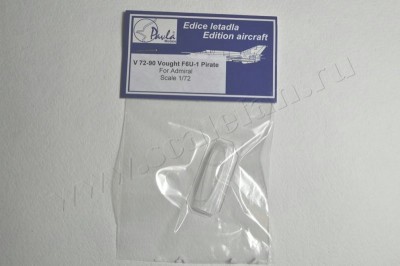 Pavla
Edice letadla
Edition aircraft
V 72-90 Vought F6U-1 Pirate
For Admiral
Scale 1/72